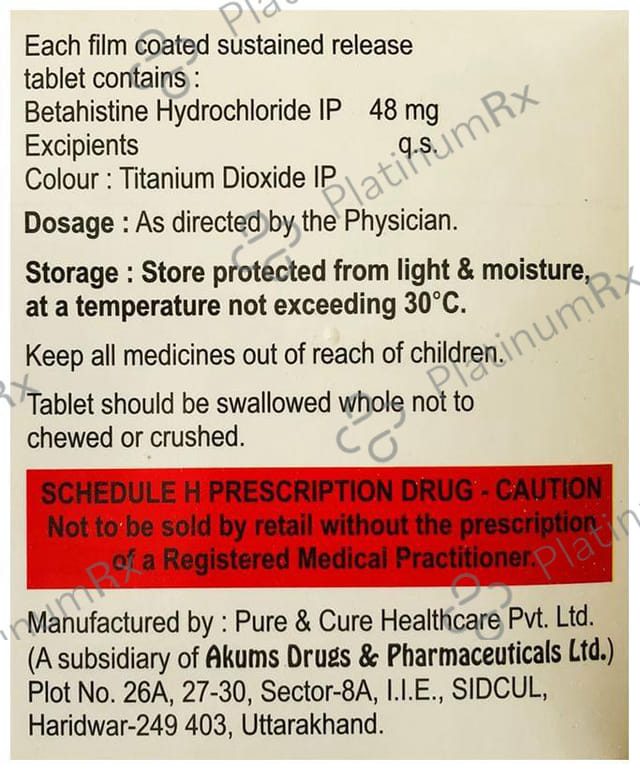 Each film coated sustained release
tablet contains :
Betahistine Hydrochloride IP 48 mg
Excipients q.s.
Colour : Titanium Dioxide IP
Dosage : As directed by the Physician.
Storage : Store protected from light & moisture,
at a temperature not exceeding 30°C.
Keep all medicines out of reach of children.
Tablet should be swallowed whole not to
chewed or crushed.
SCHEDULE H PRESCRIPTION DRUG - CAUTION
Not to be sold by retail without the prescription
of a Registered Medical Practitioner.
Manufactured by : Pure & Cure Healthcare Pvt. Ltd.
(A subsidiary of Akums Drugs & Pharmaceuticals Ltd.)
Plot No. 26A, 27-30, Sector-8A, I.I.E., SIDCUL,
Haridwar-249 403, Uttarakhand.
PlatinumRx
PlatinumRx